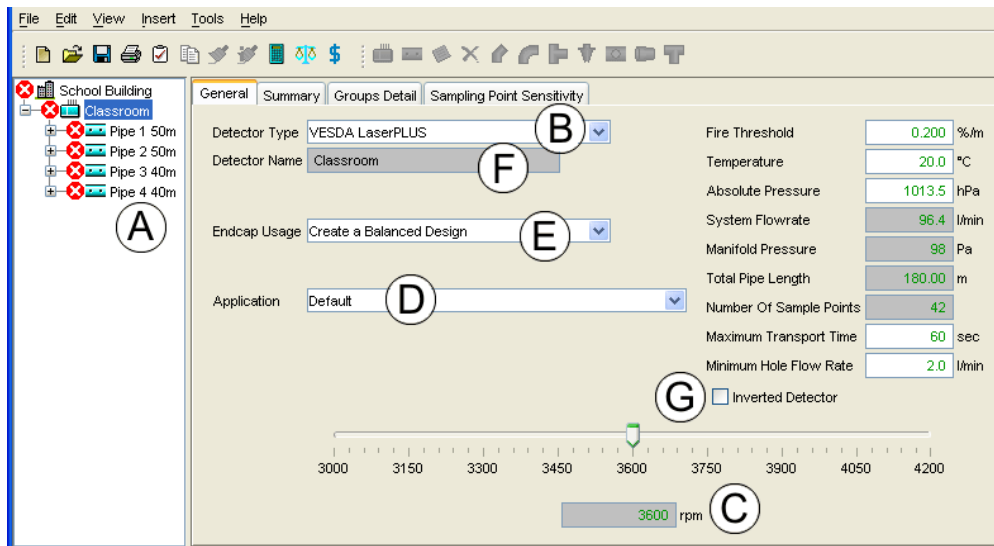 File Edit View Insert Tools Help
School Building
Classroom
Pipe 1 50m
Pipe 2 50m
Pipe 3 40m
Pipe 4 40m
A
General Summary Groups Detail Sampling Point Sensitivity
Detector Type VESDA LaserPLUS B
Detector Name Classroom F
Endcap Usage Create a Balanced Design E
Application Default D
Fire Threshold 0.200 %/m
Temperature 20.0 °C
Absolute Pressure 1013.5 hPa
System Flowrate 96.4 l/min
Manifold Pressure 98 Pa
Total Pipe Length 180.00 m
Number Of Sample Points 42
Maximum Transport Time 60 sec
Minimum Hole Flow Rate 2.0 l/min
G Inverted Detector
3000 3150 3300 3450 3600 3750 3900 4050 4200
3600 rpm C